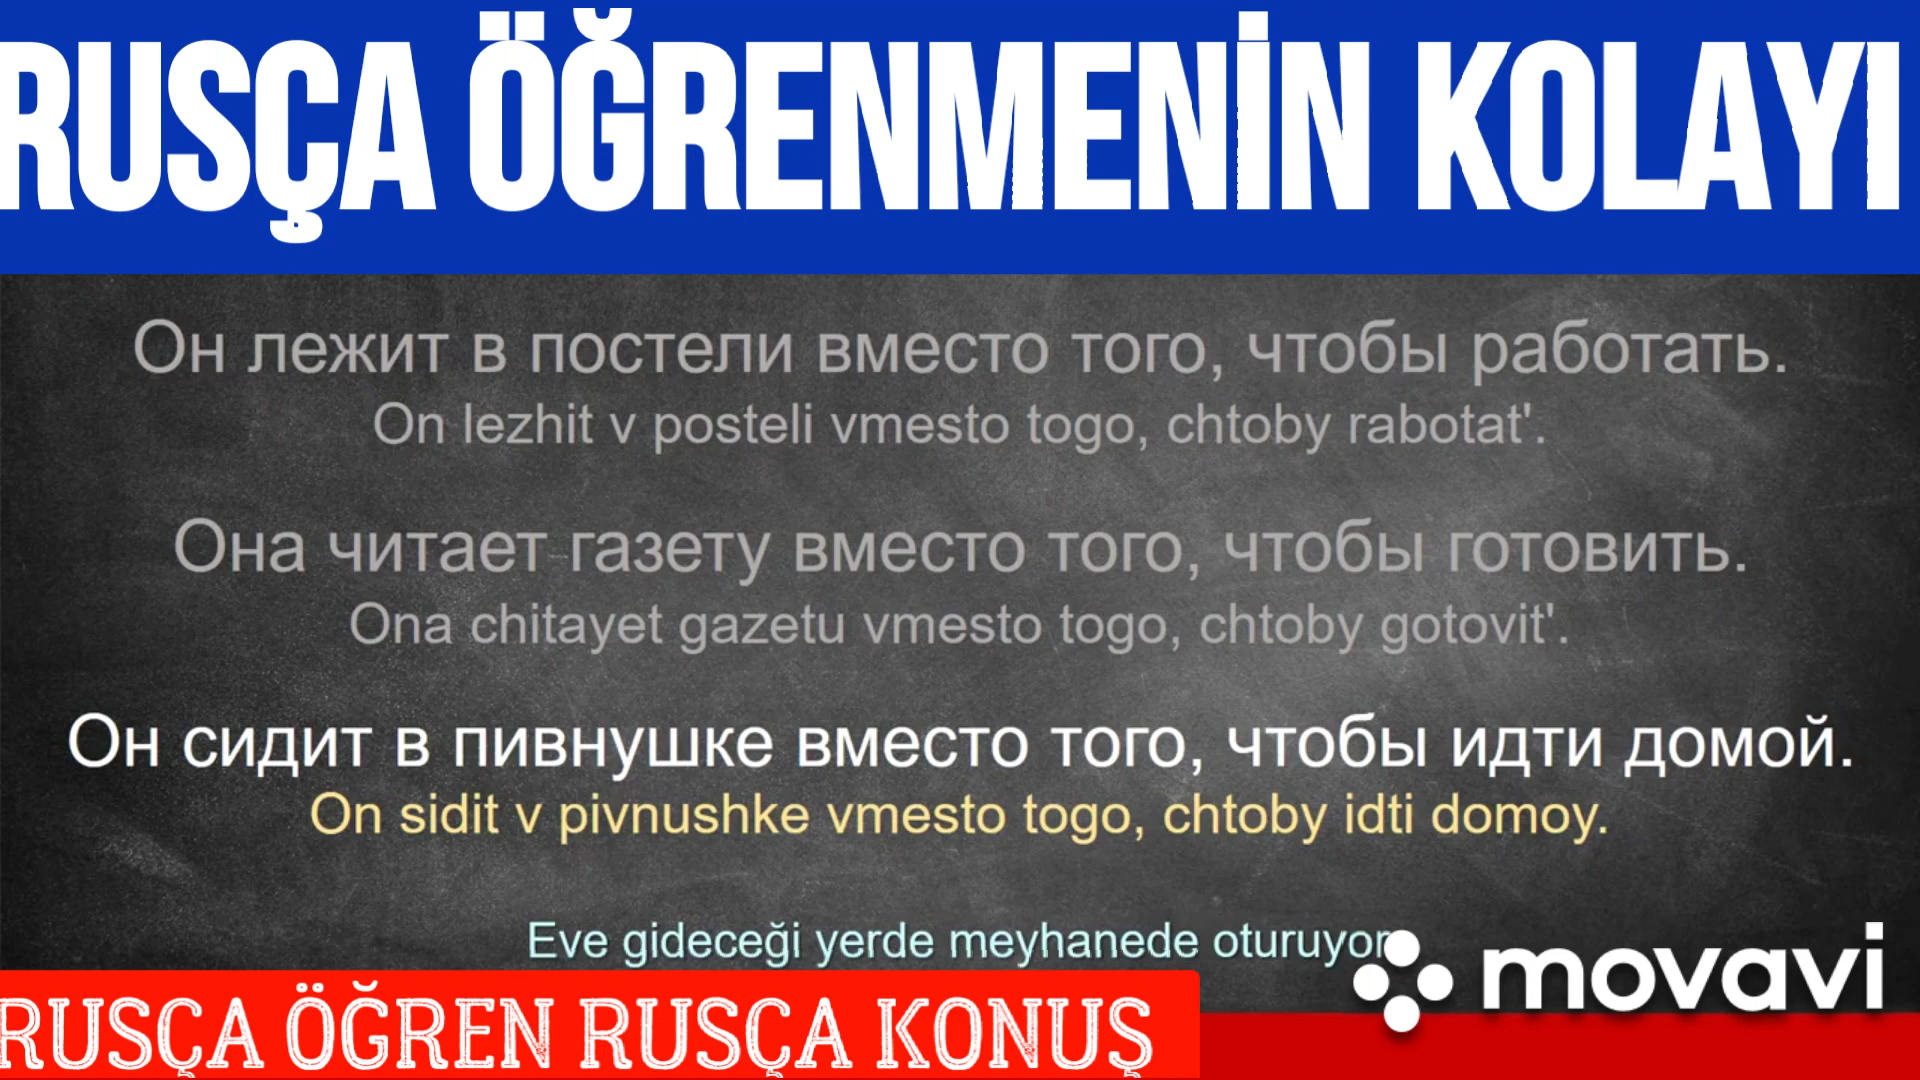 RUSÇA ÖĞRENMENİN KOLAYI
Он лежит в постели вместо того, чтобы работать.
On lezhit v posteli vmesto togo, chtoby rabotat'.
Она читает газету вместо того, чтобы готовить.
Ona chitayet gazetu vmesto togo, chtoby gotovit'.
Он сидит в пивнушке вместо того, чтобы идти домой.
On sidit v pivnushke vmesto togo, chtoby idti domoy.
Eve gideceği yerde meyhanede oturuyor
movavi
RUSÇA ÖĞREN RUSÇA KONUŞ